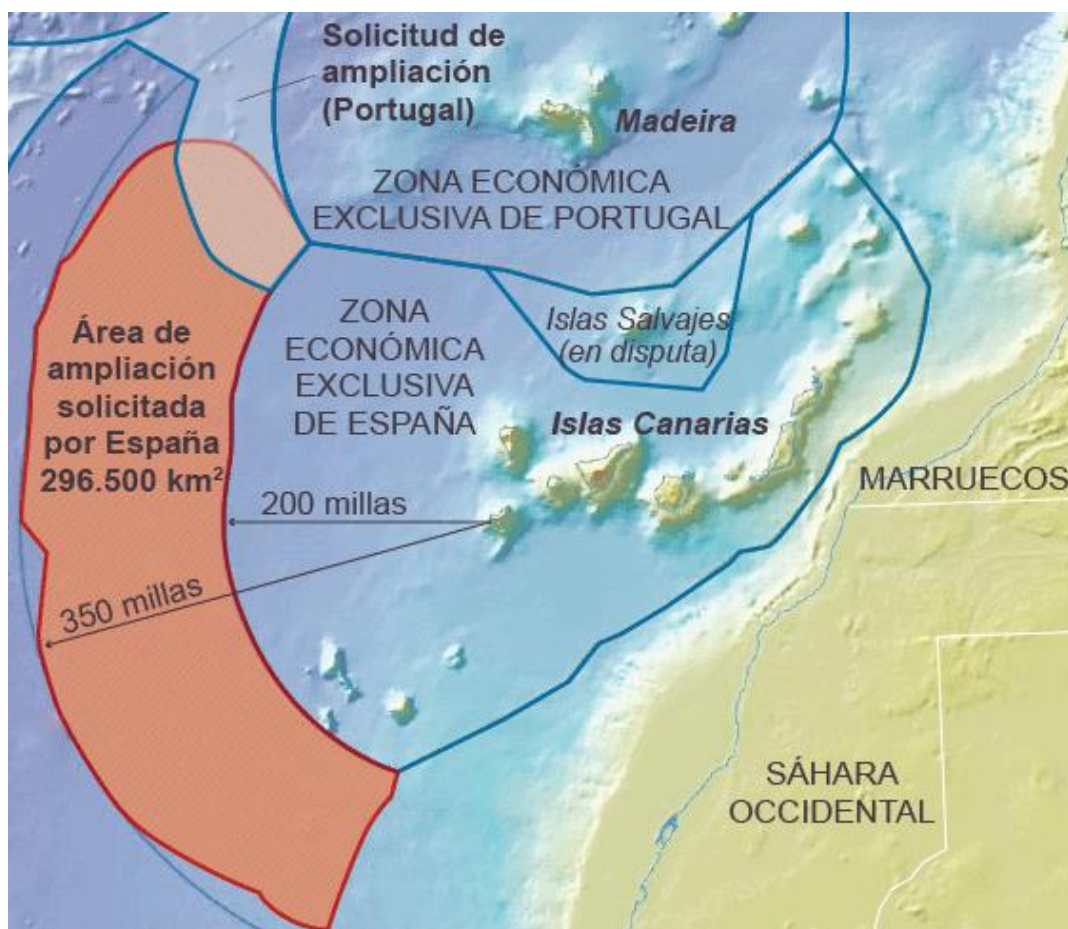 Solicitud de
ampliación
(Portugal)
Madeira
ZONA ECONÓMICA
EXCLUSIVA DE PORTUGAL
Área de
ampliación
solicitada
por España
296.500 km²
ZONA
ECONÓMICA
EXCLUSIVA
DE ESPAÑA
Islas Salvajes
(en disputa)
Islas Canarias
MARRUECOS
200 millas
350 millas
SÁHARA
OCCIDENTAL